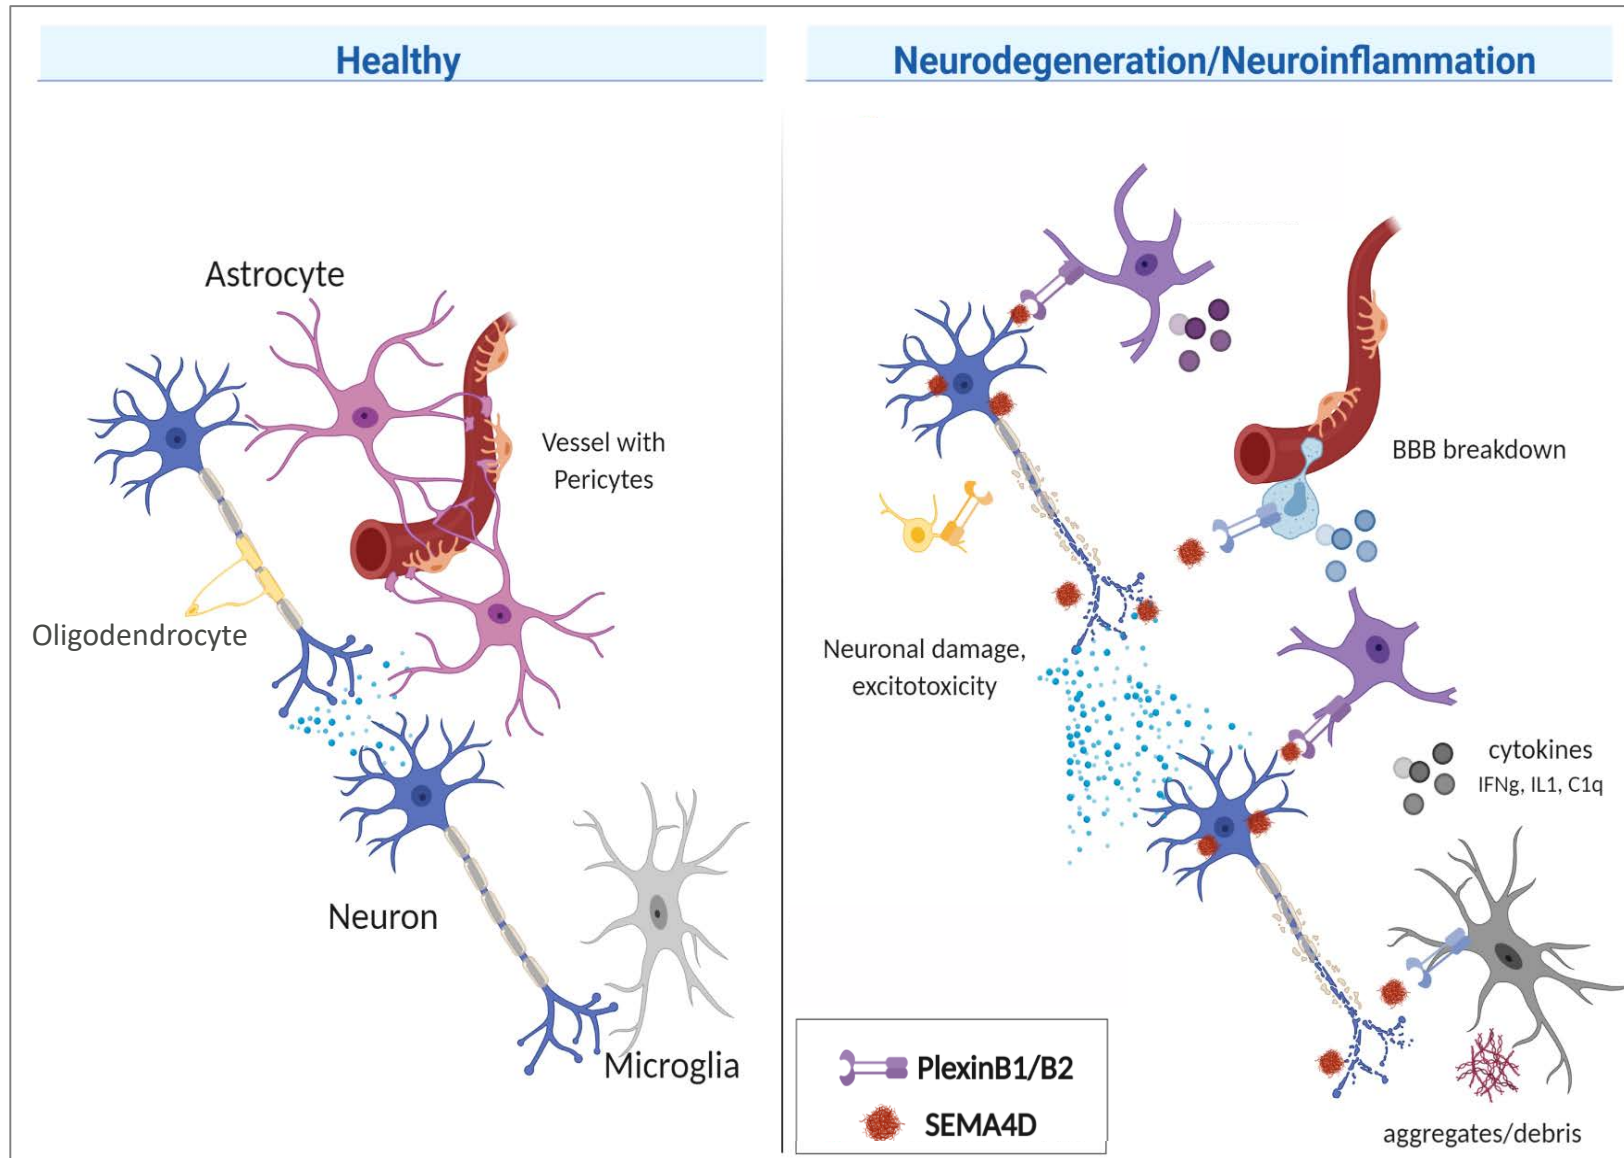 Healthy
Astrocyte
Vessel with
Pericytes
Oligodendrocyte
Neuron
Microglia
Neurodegeneration/Neuroinflammation
BBB breakdown
Neuronal damage,
excitotoxicity
cytokines
IFNg, IL1, C1q
aggregates/debris
PlexinB1/B2
SEMA4D